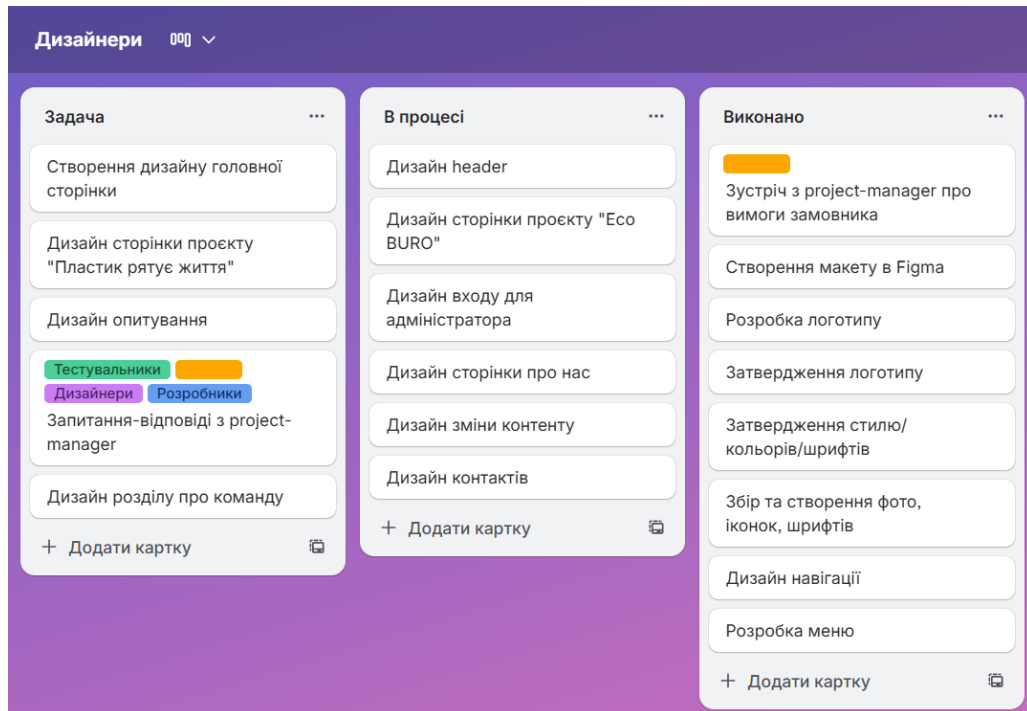 Дизайнери
Задача
Створення дизайну головної
сторінки
Дизайн сторінки проєкту
"Пластик рятує життя"
Дизайн опитування
Тестувальники
Дизайнери Розробники
Запитання-відповіді з project-
manager
Дизайн розділу про команду
+ Додати картку
В процесі
Дизайн header
Дизайн сторінки проєкту "Eco
BURO"
Дизайн входу для
адміністратора
Дизайн сторінки про нас
Дизайн зміни контенту
Дизайн контактів
+ Додати картку
Виконано
Зустріч з project-manager про
вимоги замовника
Створення макету в Figma
Розробка логотипу
Затвердження логотипу
Затвердження стилю/
кольорів/шрифтів
Збір та створення фото,
іконок, шрифтів
Дизайн навігації
Розробка меню
+ Додати картку